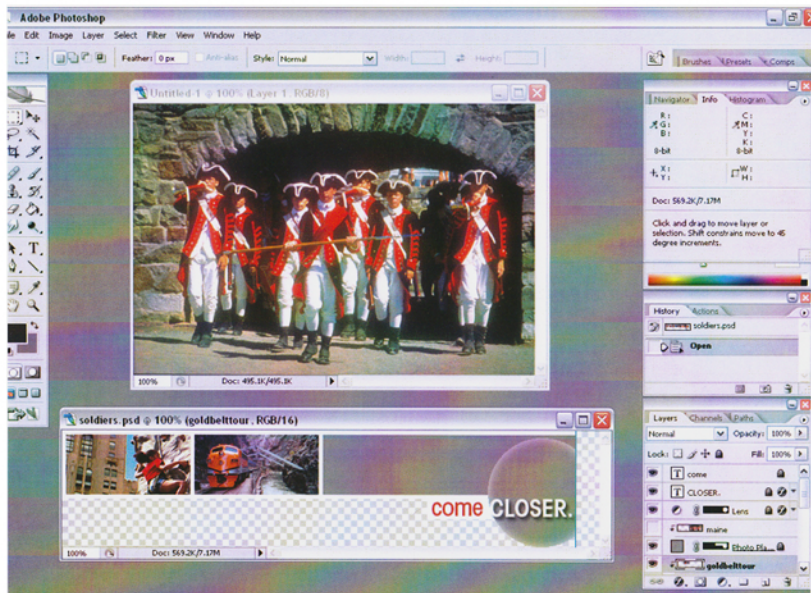 Adobe Photoshop
Edit Image Layer Select Filter View Window Help
Feather: 0 px Anti-alias Style: Normal Width: Height:
Brushes Presets Comps
Untitled-1 @ 100% (Layer 1, RGB/8)
100% Doc: 495.1K/495.1K
Navigator Info Histogram
R: C:
G: M:
B: Y:
K:
8-bit 8-bit
X: W:
Y: H:
Doc: 569.2K/7.17M
Click and drag to move layer or
selection. Shift constrains move to 45
degree increments.
History Actions
soldiers.psd
Open
soldiers.psd @ 100% (goldbelttour, RGB/16)
come CLOSER.
100% Doc: 569.2K/7.17M
Layers Channels Paths
Normal Opacity: 100%
Lock: Fill: 100%
T come
T CLOSER.
Lens
maine
Photo Pla...
goldbelttour